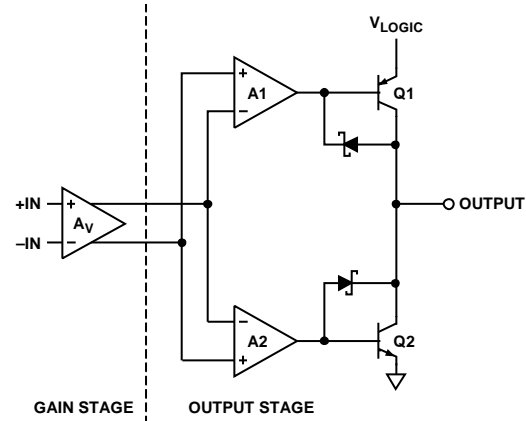 V_LOGIC
+
A1
−
Q1
+IN
+
A_V
−IN
−
OUTPUT
−
A2
+
Q2
GAIN STAGE
OUTPUT STAGE